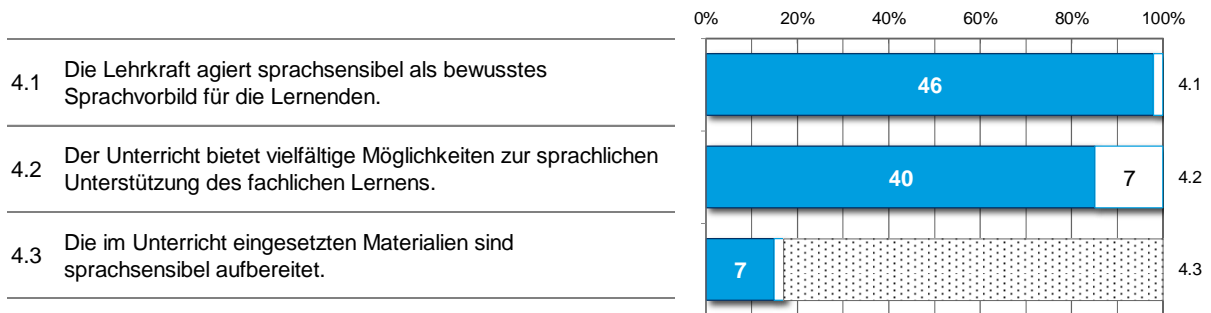 0% 20% 40% 60% 80% 100%
4.1 Die Lehrkraft agiert sprachsensibel als bewusstes
Sprachvorbild für die Lernenden.
46 4.1
4.2 Der Unterricht bietet vielfältige Möglichkeiten zur sprachlichen
Unterstützung des fachlichen Lernens.
40 7 4.2
4.3 Die im Unterricht eingesetzten Materialien sind
sprachsensibel aufbereitet.
7 4.3